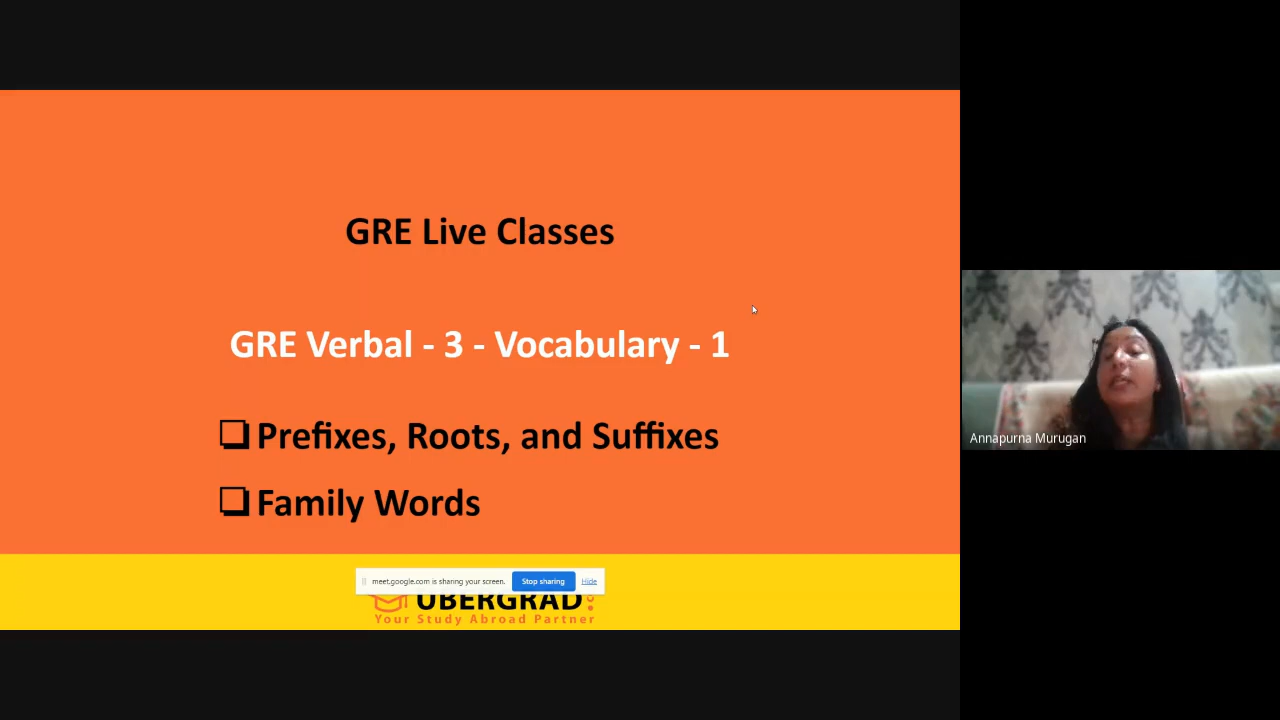 GRE Live Classes
GRE Verbal - 3 - Vocabulary - 1
Prefixes, Roots, and Suffixes
Family Words
meet.google.com is sharing your screen. Stop sharing Hide
UBERGRAD
Your Study Abroad Partner
Annapurna Murugan